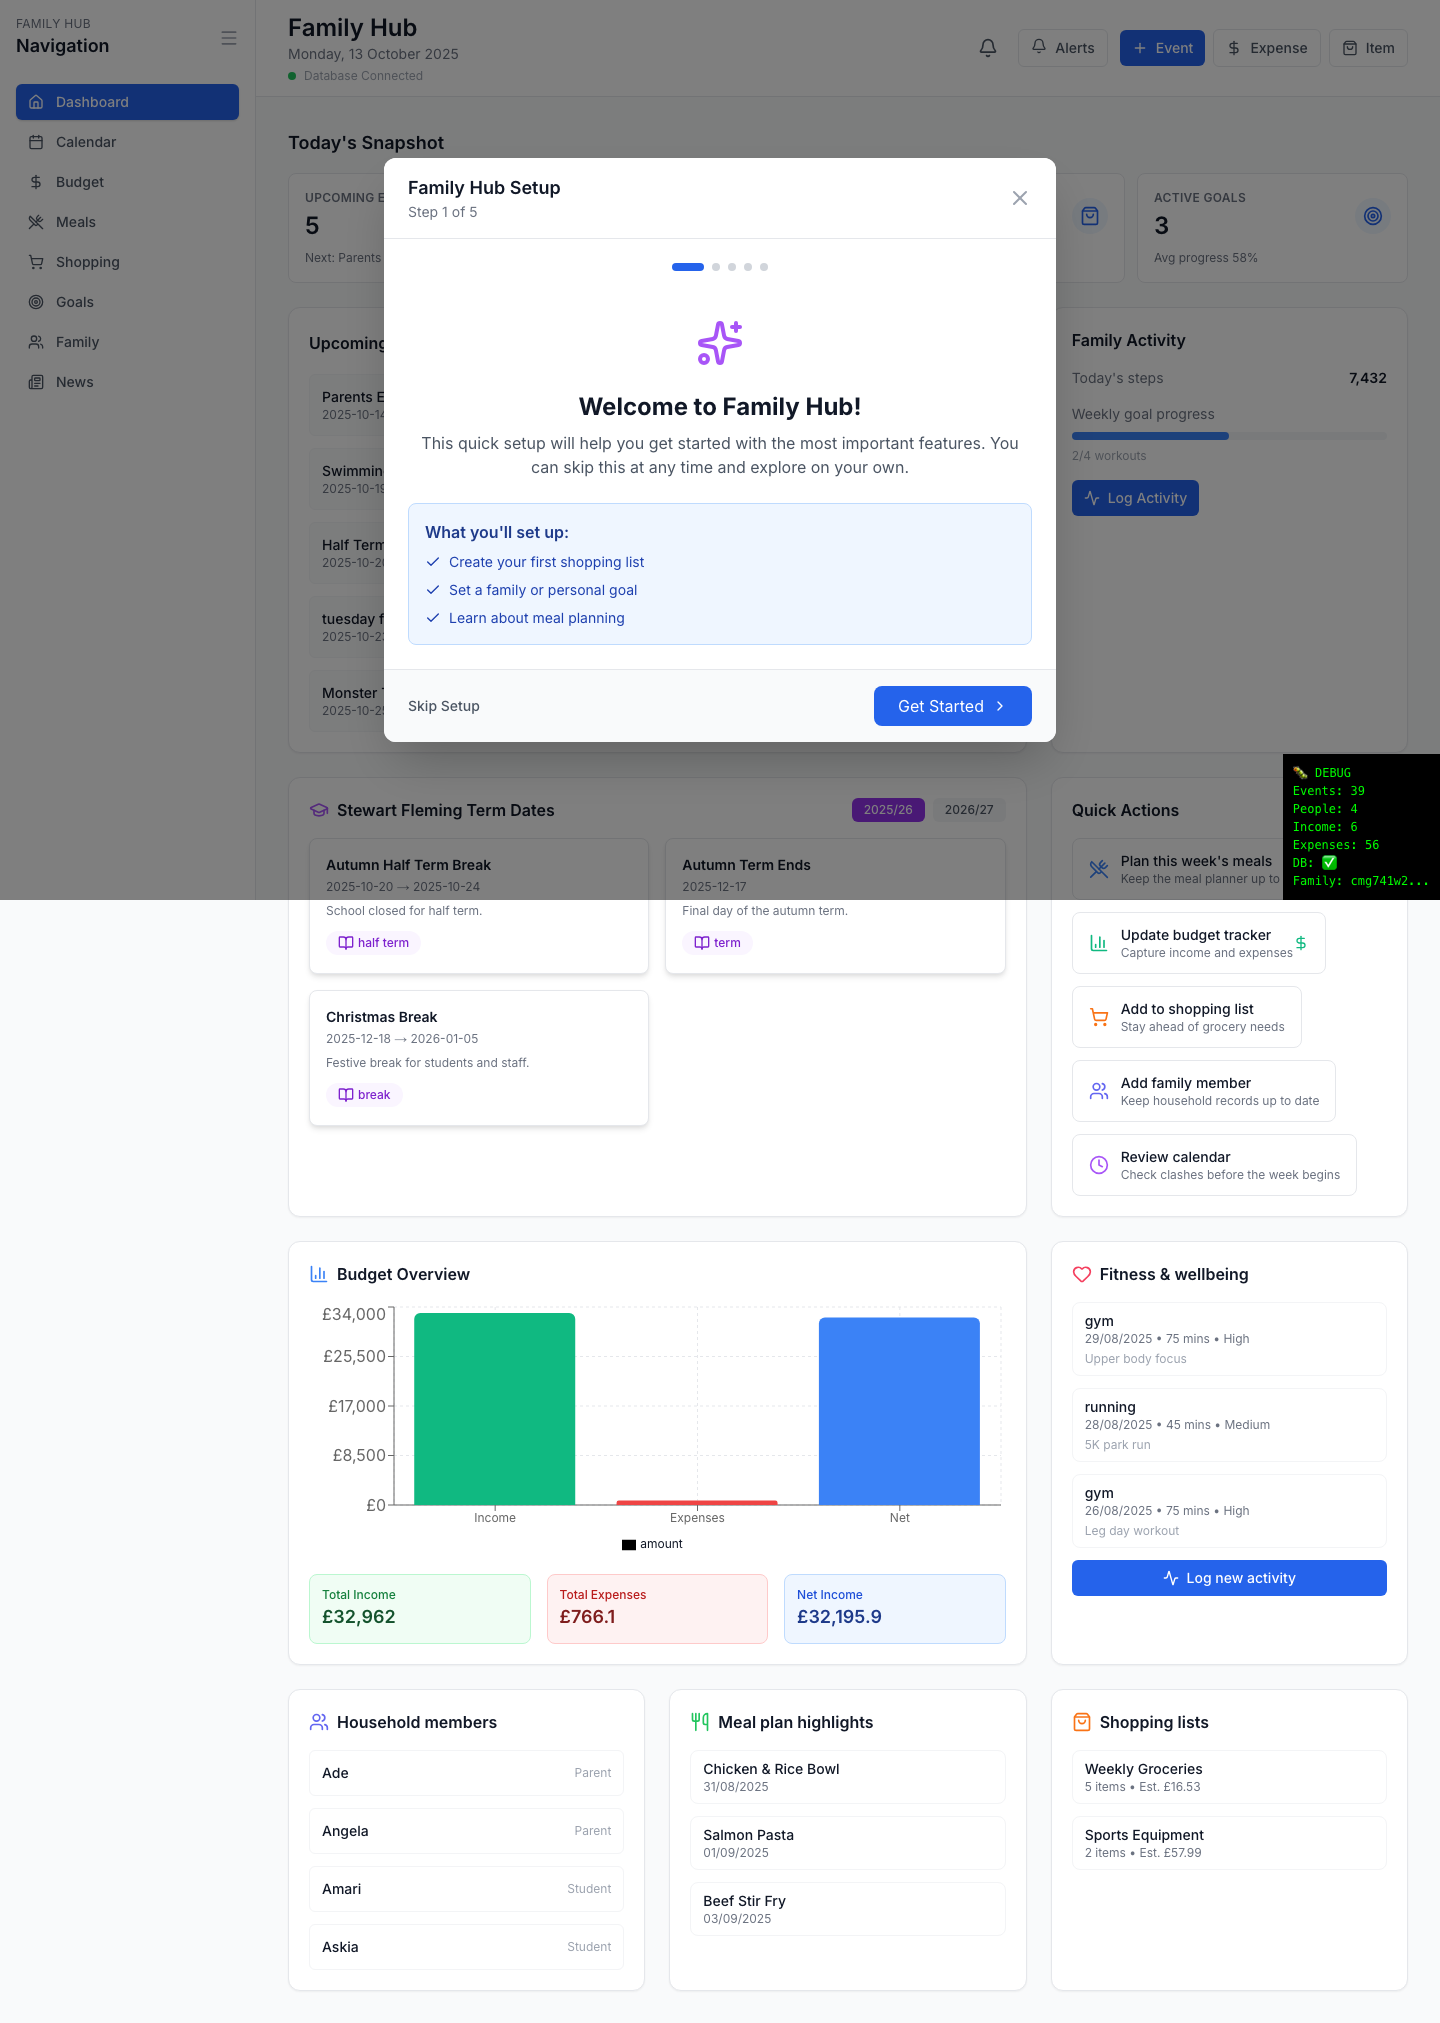 FAMILY HUB
Navigation
Dashboard
Calendar
Budget
Meals
Shopping
Goals
Family
News
Family Hub
Monday, 13 October 2025
Database Connected
Alerts
Event
Expense
Item
Today's Snapshot
UPCOMING E
5
Next: Parents
ACTIVE GOALS
3
Avg progress 58%
Family Hub Setup
Step 1 of 5
Welcome to Family Hub!
This quick setup will help you get started with the most important features. You
can skip this at any time and explore on your own.
What you'll set up:
Create your first shopping list
Set a family or personal goal
Learn about meal planning
Skip Setup
Get Started
Upcoming
Parents E
2025-10-14
Swimmin
2025-10-19
Half Term
2025-10-20
tuesday f
2025-10-23
Monster T
2025-10-25
Family Activity
Today's steps
7,432
Weekly goal progress
2/4 workouts
Log Activity
Stewart Fleming Term Dates
2025/26
2026/27
Autumn Half Term Break
2025-10-20 → 2025-10-24
School closed for half term.
half term
Autumn Term Ends
2025-12-17
Final day of the autumn term.
term
Christmas Break
2025-12-18 → 2026-01-05
Festive break for students and staff.
break
Quick Actions
Plan this week's meals
Keep the meal planner up to
Update budget tracker
Capture income and expenses
Add to shopping list
Stay ahead of grocery needs
Add family member
Keep household records up to date
Review calendar
Check clashes before the week begins
DEBUG
Events: 39
People: 4
Income: 6
Expenses: 56
DB: ✅
Family: cmg741w2...
Budget Overview
£34,000
£25,500
£17,000
£8,500
£0
Income
Expenses
Net
amount
Total Income
£32,962
Total Expenses
£766.1
Net Income
£32,195.9
Fitness & wellbeing
gym
29/08/2025 • 75 mins • High
Upper body focus
running
28/08/2025 • 45 mins • Medium
5K park run
gym
26/08/2025 • 75 mins • High
Leg day workout
Log new activity
Household members
Ade
Parent
Angela
Parent
Amari
Student
Askia
Student
Meal plan highlights
Chicken & Rice Bowl
31/08/2025
Salmon Pasta
01/09/2025
Beef Stir Fry
03/09/2025
Shopping lists
Weekly Groceries
5 items • Est. £16.53
Sports Equipment
2 items • Est. £57.99